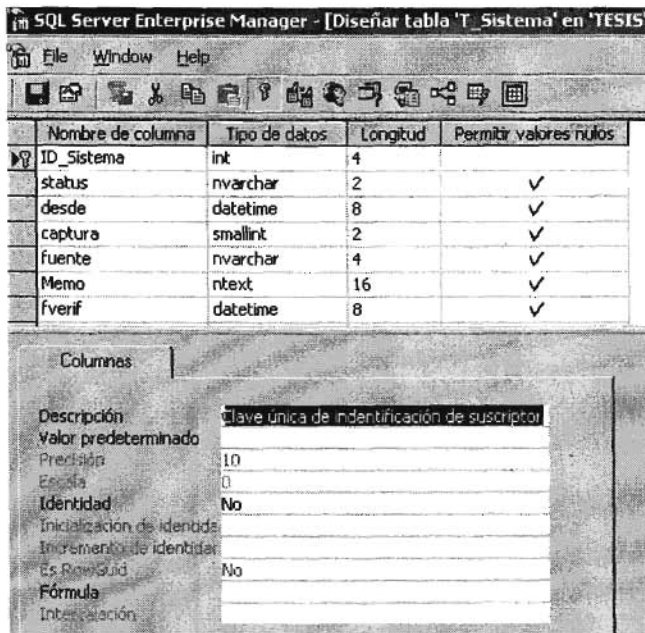 SQL Server Enterprise Manager - [Diseñar tabla 'T_Sistema' en 'TESIS'
File Window Help
Nombre de columna Tipo de datos Longitud Permitir valores nulos
ID_Sistema int 4
status nvarchar 2
desde datetime 8
captura smallint 2
fuente nvarchar 4
Memo ntext 16
fverif datetime 8
Columnas
Descripción Clave única de indentificación de suscriptor
Valor predeterminado
Precisión 10
Escala 0
Identidad No
Inicialización de identida
Incremento de identidad
Es RowGuid No
Fórmula
Intercalación